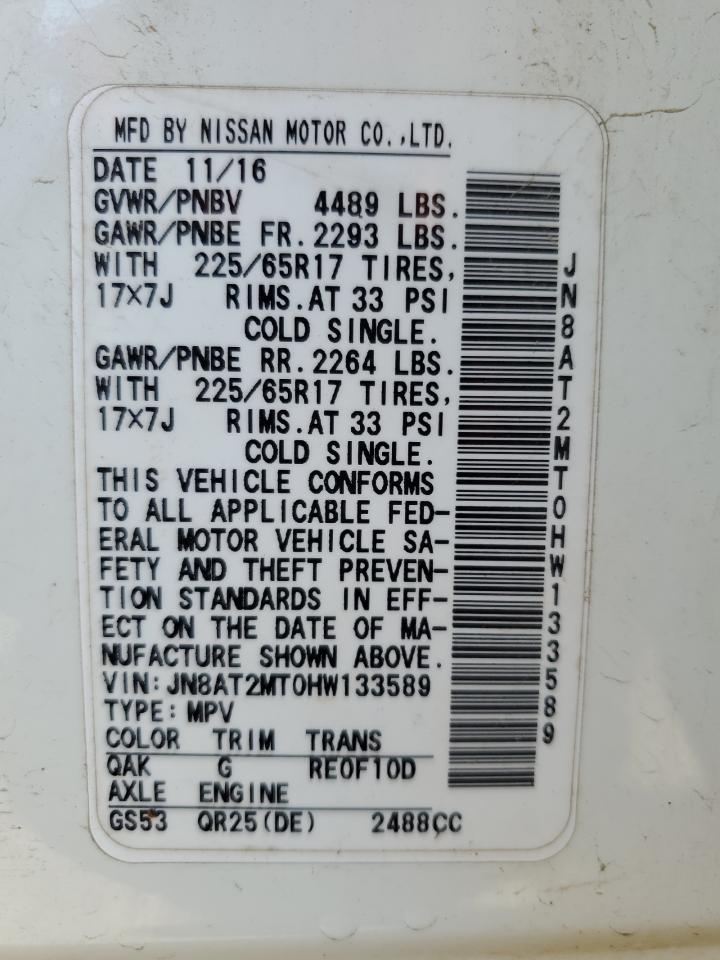 MFD BY NISSAN MOTOR CO.,LTD.
DATE 11/16
GVWR/PNBV 4489 LBS.
GAWR/PNBE FR.2293 LBS.
WITH 225/65R17 TIRES,
17×7J RIMS.AT 33 PSI
COLD SINGLE.
GAWR/PNBE RR.2264 LBS.
WITH 225/65R17 TIRES,
17×7J RIMS.AT 33 PSI
COLD SINGLE.
THIS VEHICLE CONFORMS
TO ALL APPLICABLE FED-
ERAL MOTOR VEHICLE SA-
FETY AND THEFT PREVEN-
TION STANDARDS IN EFF-
ECT ON THE DATE OF MA-
NUFACTURE SHOWN ABOVE.
VIN:JN8AT2MT0HW133589
TYPE:MPV
COLOR TRIM TRANS
QAK G RE0F10D
AXLE ENGINE
GS53 QR25(DE) 2488CC
JN8AT2MT0HW133589